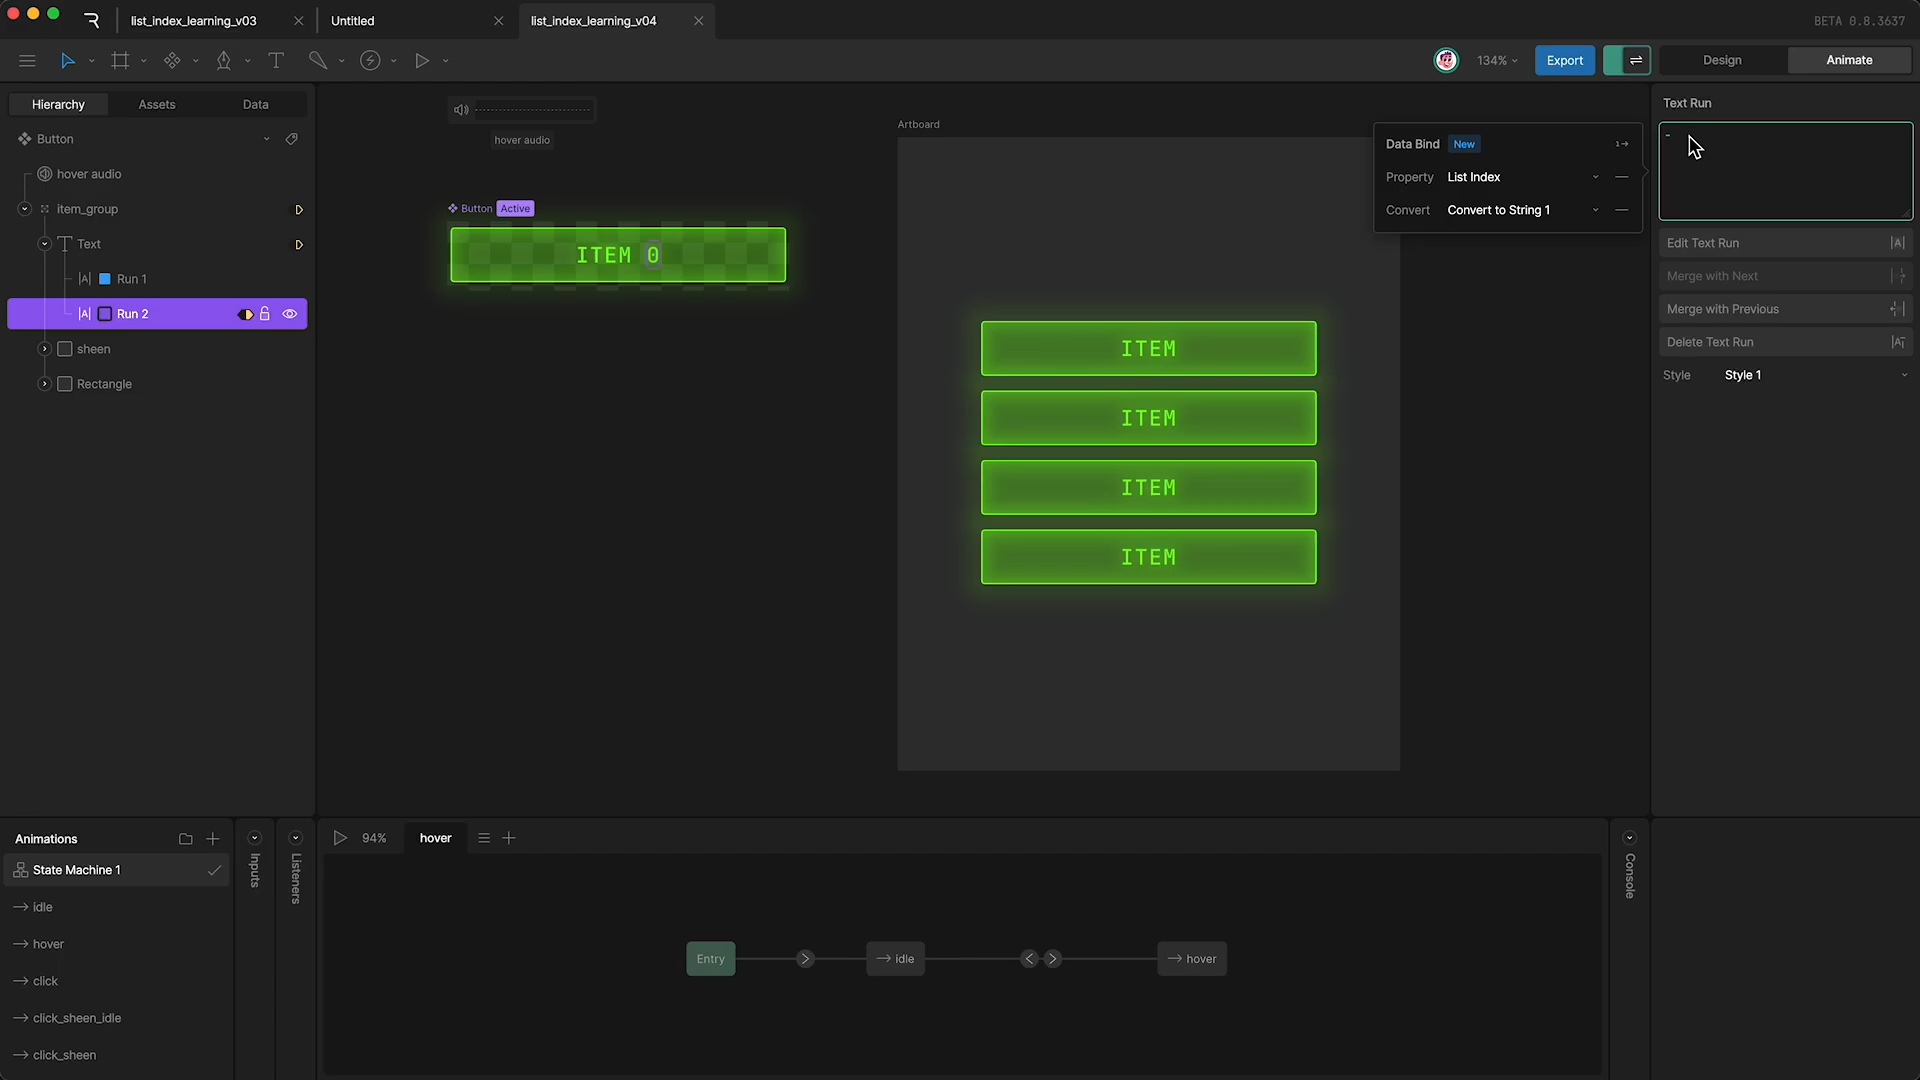 list_index_learning_v03
Untitled
list_index_learning_v04
BETA 0.8.3637
134%
Export
Design
Animate
Hierarchy
Assets
Data
Button
hover audio
item_group
Text
Run 1
Run 2
sheen
Rectangle
hover audio
Button Active
ITEM 0
Artboard
ITEM
ITEM
ITEM
ITEM
Data Bind New
Property List Index
Convert Convert to String 1
Text Run
-
Edit Text Run
Merge with Next
Merge with Previous
Delete Text Run
Style Style 1
Animations
State Machine 1
idle
hover
click
click_sheen_idle
click_sheen
Inputs
Listeners
94%
hover
Entry
idle
hover
Console